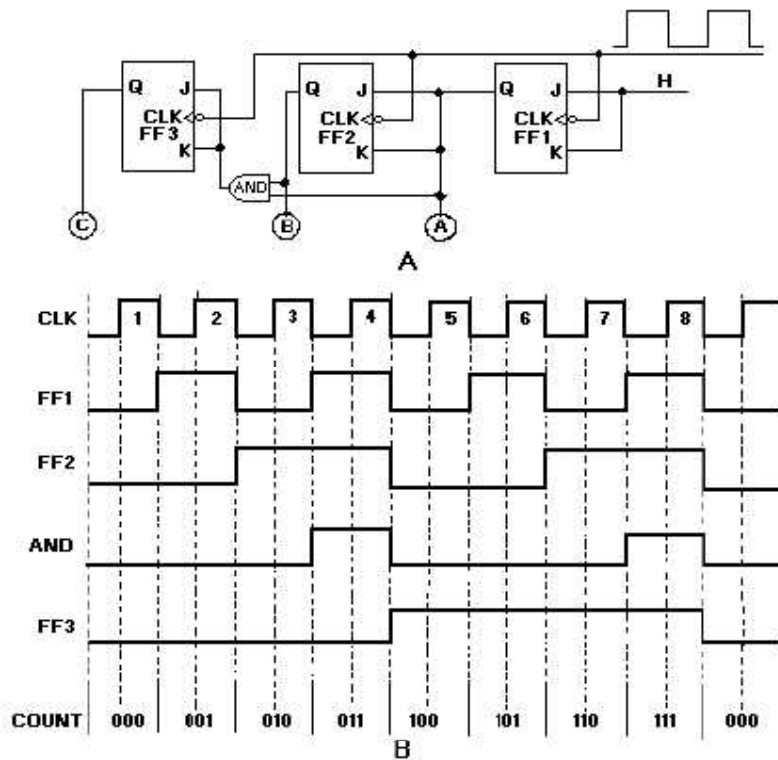 H
Q J Q J Q J
CLK CLK CLK
FF3 FF2 FF1
K K K
AND
C B A
A
CLK 1 2 3 4 5 6 7 8
FF1
FF2
AND
FF3
COUNT 000 001 010 011 100 101 110 111 000
B